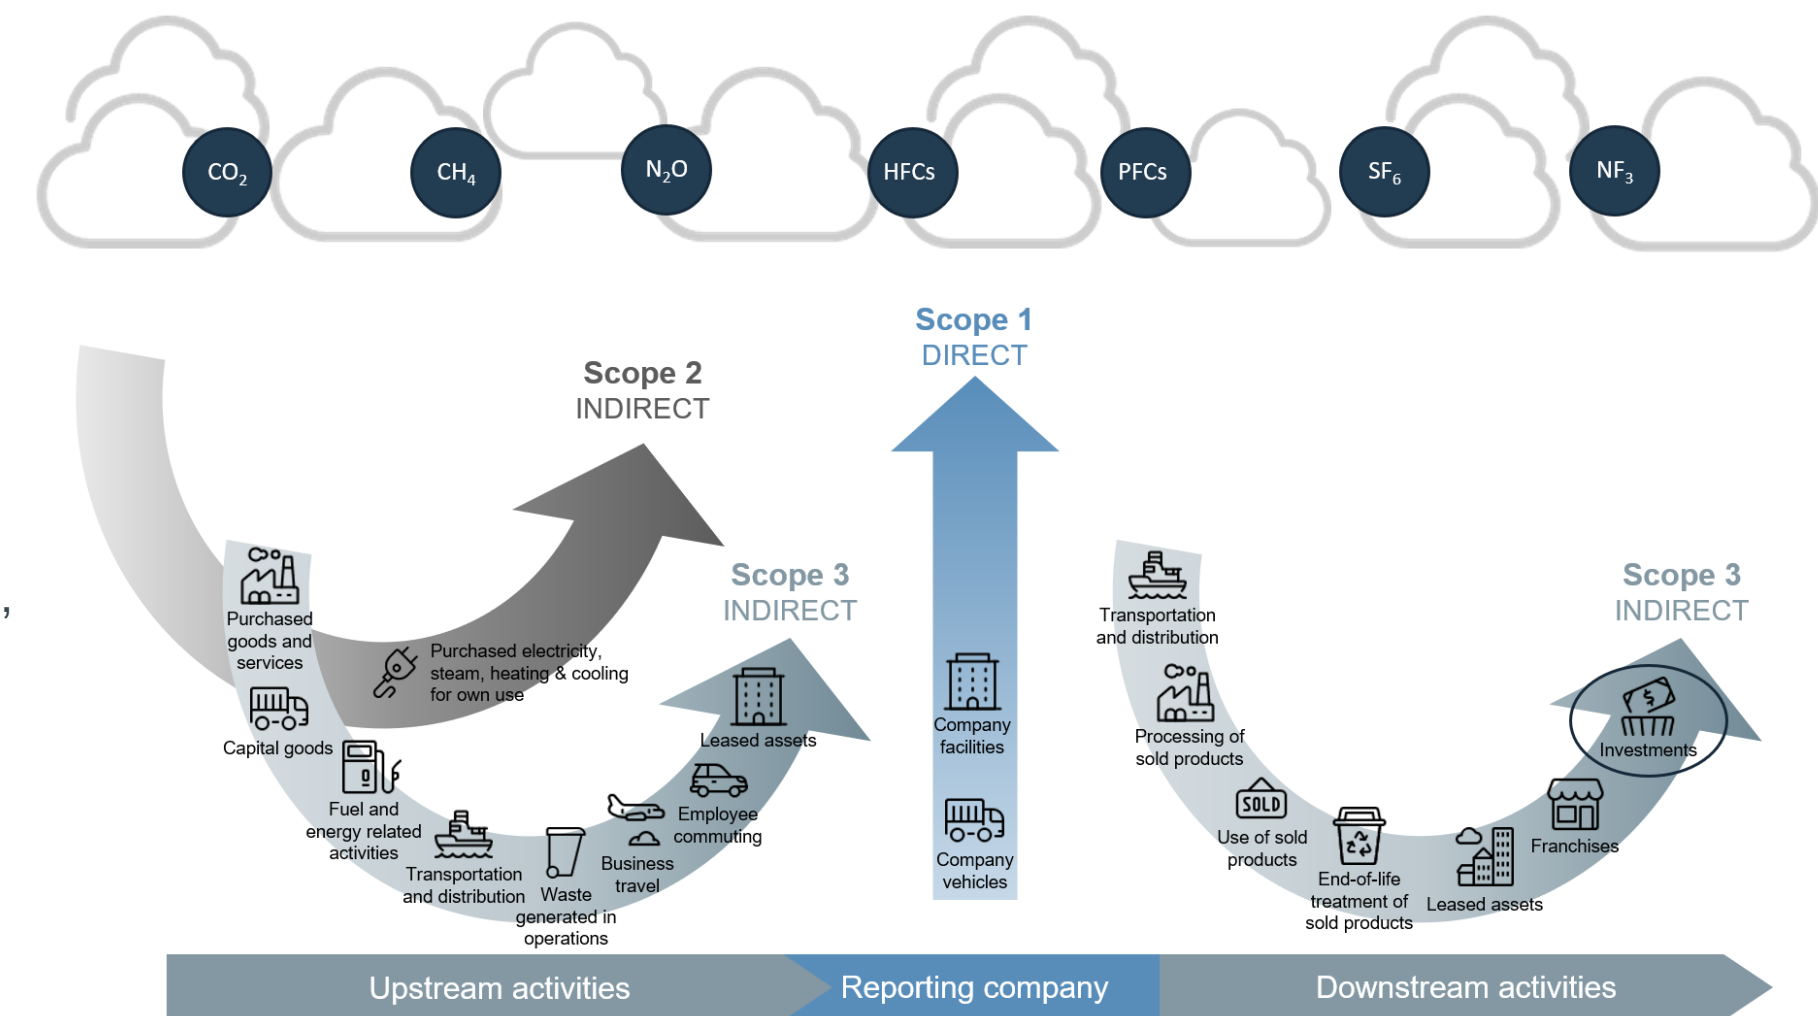 CO₂
CH₄
N₂O
HFCs
PFCs
SF₆
NF₃
Scope 1
DIRECT
Scope 2
INDIRECT
,
Purchased
goods and
services
Capital goods
Fuel and
energy related
activities
Transportation
and distribution
Waste
generated in
operations
Business
travel
Employee
commuting
Leased assets
Purchased electricity,
steam, heating & cooling
for own use
Scope 3
INDIRECT
Company
facilities
Company
vehicles
Transportation
and distribution
Processing of
sold products
SOLD
Use of sold
products
End-of-life
treatment of
sold products
Leased assets
Franchises
$
Investments
Scope 3
INDIRECT
Upstream activities
Reporting company
Downstream activities